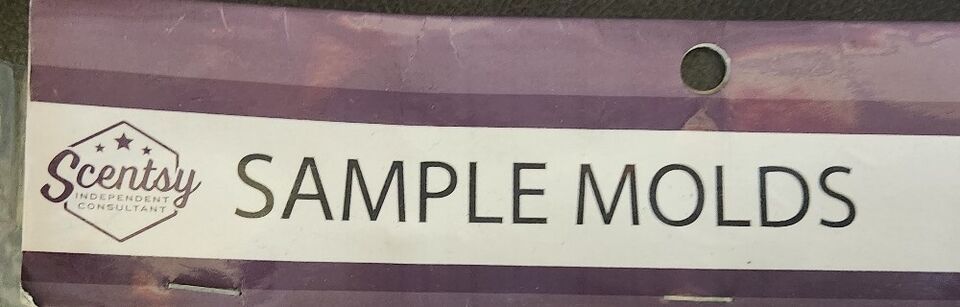 Scentsy
INDEPENDENT
CONSULTANT
SAMPLE MOLDS